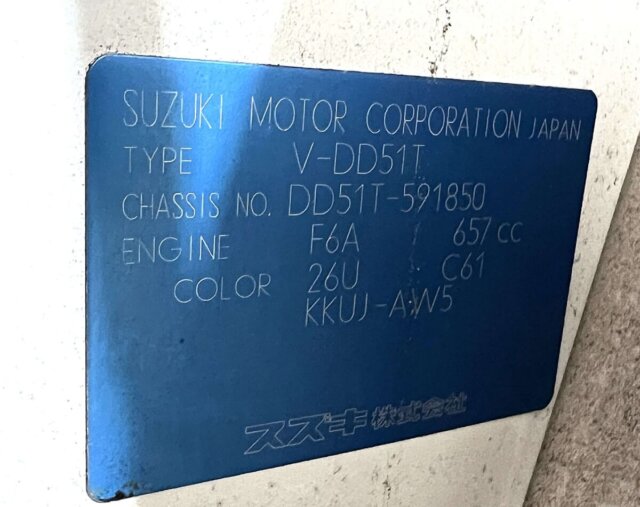 SUZUKI MOTOR CORPORATION JAPAN
TYPE V-DD51T
CHASSIS NO. DD51T-591850
ENGINE F6A 657 cc
COLOR 26U C61
KKUJ-AW5
スズキ株式会社